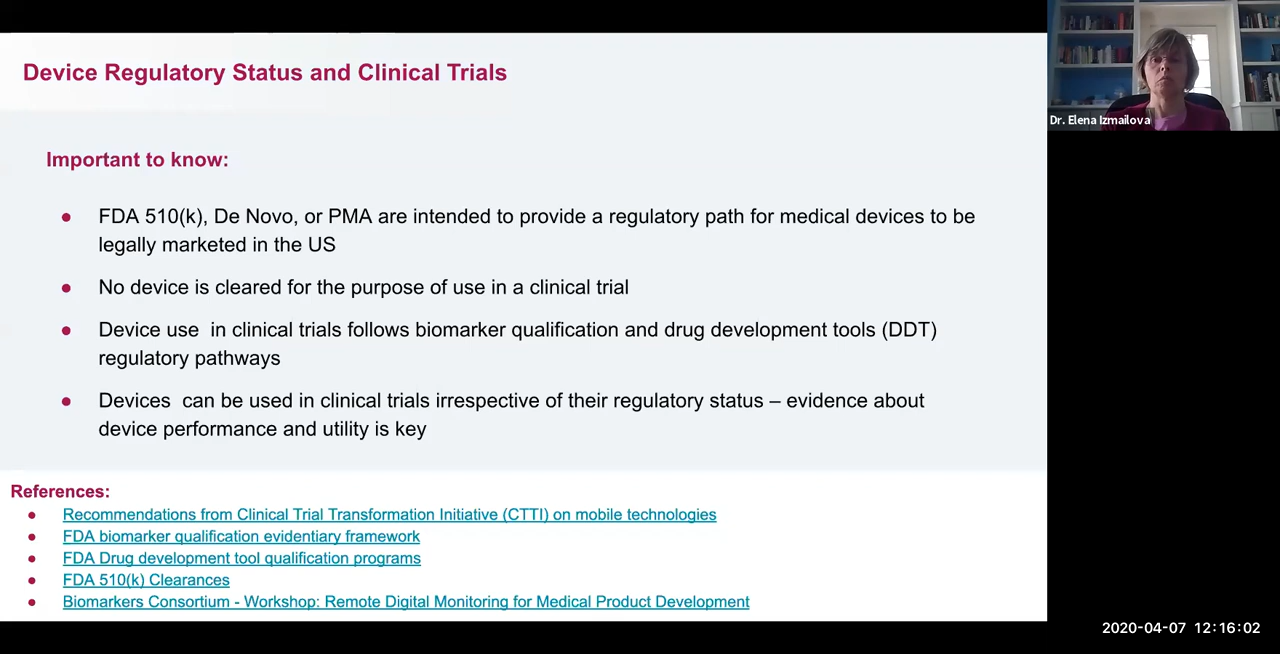 Device Regulatory Status and Clinical Trials
Dr. Elena Izmailova
Important to know:
● FDA 510(k), De Novo, or PMA are intended to provide a regulatory path for medical devices to be
legally marketed in the US
● No device is cleared for the purpose of use in a clinical trial
● Device use in clinical trials follows biomarker qualification and drug development tools (DDT)
regulatory pathways
● Devices can be used in clinical trials irrespective of their regulatory status – evidence about
device performance and utility is key
References:
● Recommendations from Clinical Trial Transformation Initiative (CTTI) on mobile technologies
● FDA biomarker qualification evidentiary framework
● FDA Drug development tool qualification programs
● FDA 510(k) Clearances
● Biomarkers Consortium - Workshop: Remote Digital Monitoring for Medical Product Development
2020-04-07 12:16:02